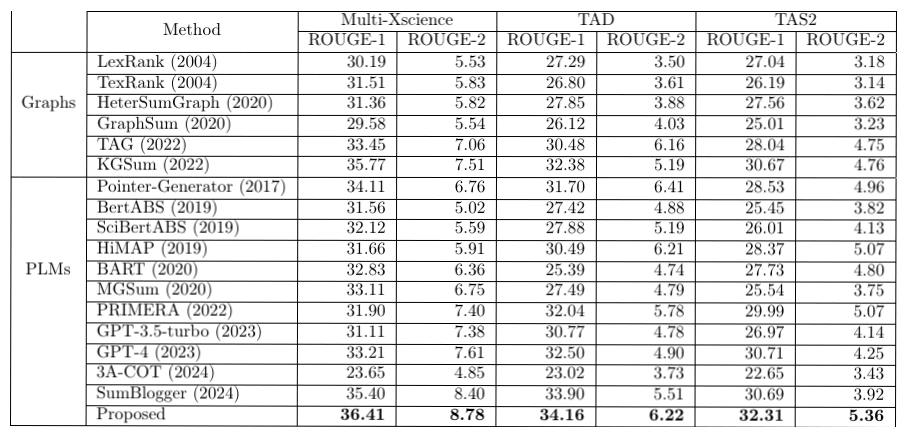 Method Multi-Xscience TAD TAS2
ROUGE-1 ROUGE-2 ROUGE-1 ROUGE-2 ROUGE-1 ROUGE-2
Graphs
LexRank (2004) 30.19 5.53 27.29 3.50 27.04 3.18
TexRank (2004) 31.51 5.83 26.80 3.61 26.19 3.14
HeterSumGraph (2020) 31.36 5.82 27.85 3.88 27.56 3.62
GraphSum (2020) 29.58 5.54 26.12 4.03 25.01 3.23
TAG (2022) 33.45 7.06 30.48 6.16 28.04 4.75
KGSum (2022) 35.77 7.51 32.38 5.19 30.67 4.76
PLMs
Pointer-Generator (2017) 34.11 6.76 31.70 6.41 28.53 4.96
BertABS (2019) 31.56 5.02 27.42 4.88 25.45 3.82
SciBertABS (2019) 32.12 5.59 27.88 5.19 26.01 4.13
HiMAP (2019) 31.66 5.91 30.49 6.21 28.37 5.07
BART (2020) 32.83 6.36 25.39 4.74 27.73 4.80
MGSum (2020) 33.11 6.75 27.49 4.79 25.54 3.75
PRIMERA (2022) 31.90 7.40 32.04 5.78 29.99 5.07
GPT-3.5-turbo (2023) 31.11 7.38 30.77 4.78 26.97 4.14
GPT-4 (2023) 33.21 7.61 32.50 4.90 30.71 4.25
3A-COT (2024) 23.65 4.85 23.02 3.73 22.65 3.43
SumBlogger (2024) 35.40 8.40 33.90 5.51 30.69 3.92
Proposed 36.41 8.78 34.16 6.22 32.31 5.36